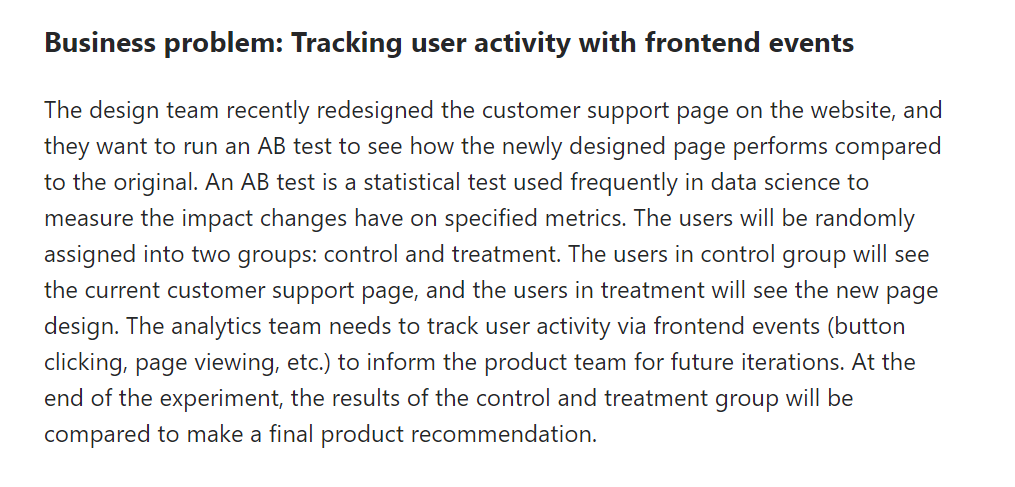 Business problem: Tracking user activity with frontend events
The design team recently redesigned the customer support page on the website, and
they want to run an AB test to see how the newly designed page performs compared
to the original. An AB test is a statistical test used frequently in data science to
measure the impact changes have on specified metrics. The users will be randomly
assigned into two groups: control and treatment. The users in control group will see
the current customer support page, and the users in treatment will see the new page
design. The analytics team needs to track user activity via frontend events (button
clicking, page viewing, etc.) to inform the product team for future iterations. At the
end of the experiment, the results of the control and treatment group will be
compared to make a final product recommendation.